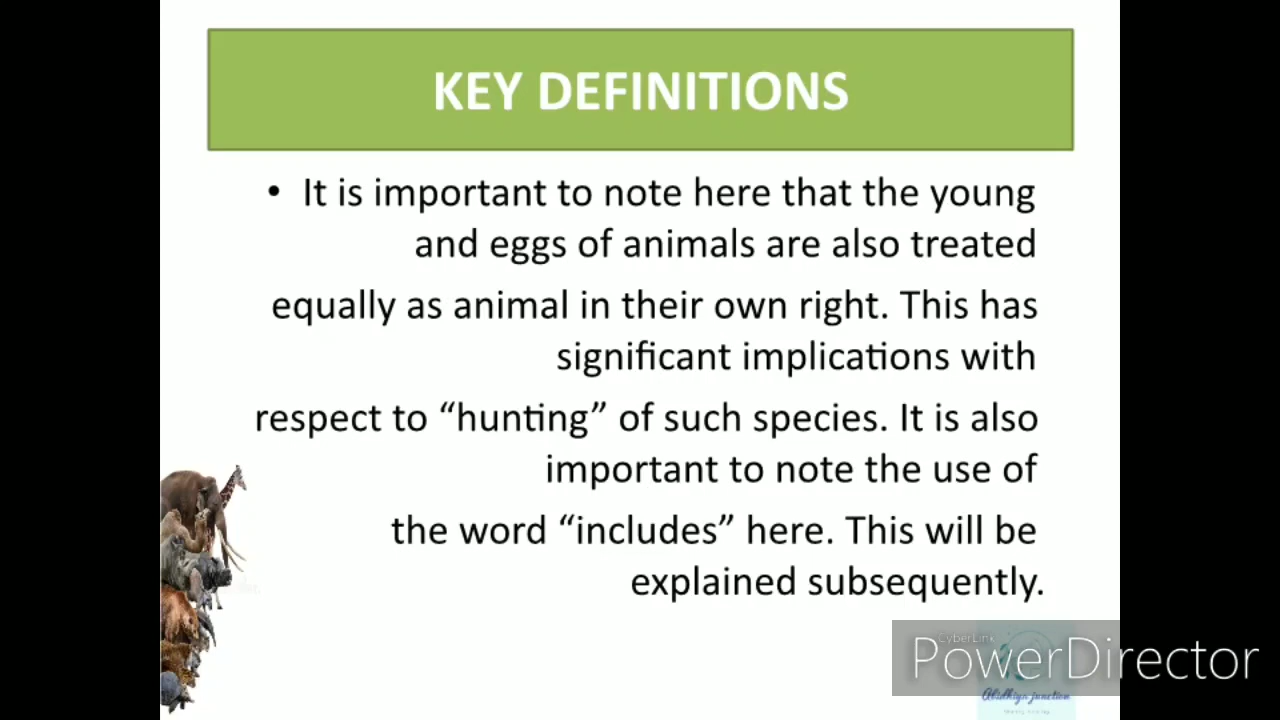 KEY DEFINITIONS
• It is important to note here that the young
and eggs of animals are also treated
equally as animal in their own right. This has
significant implications with
respect to “hunting” of such species. It is also
important to note the use of
the word “includes” here. This will be
explained subsequently.
CyberLink
PowerDirector